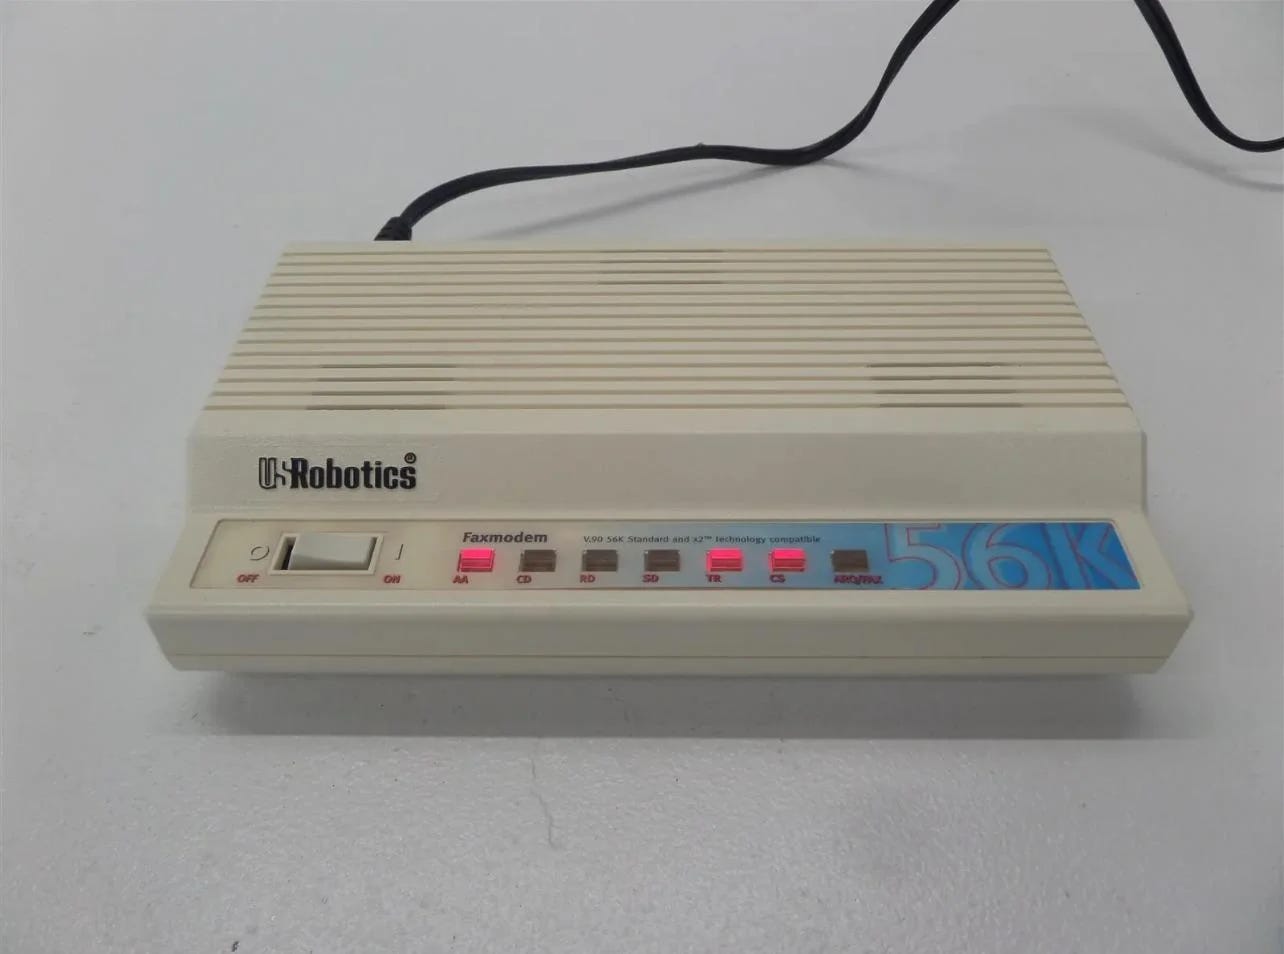 USRobotics®
Faxmodem
V.90 56K Standard and x2™ Technology compatible
O
|
OFF
ON
AA
CD
RD
SD
TR
CS
ARQ/FAX
56K